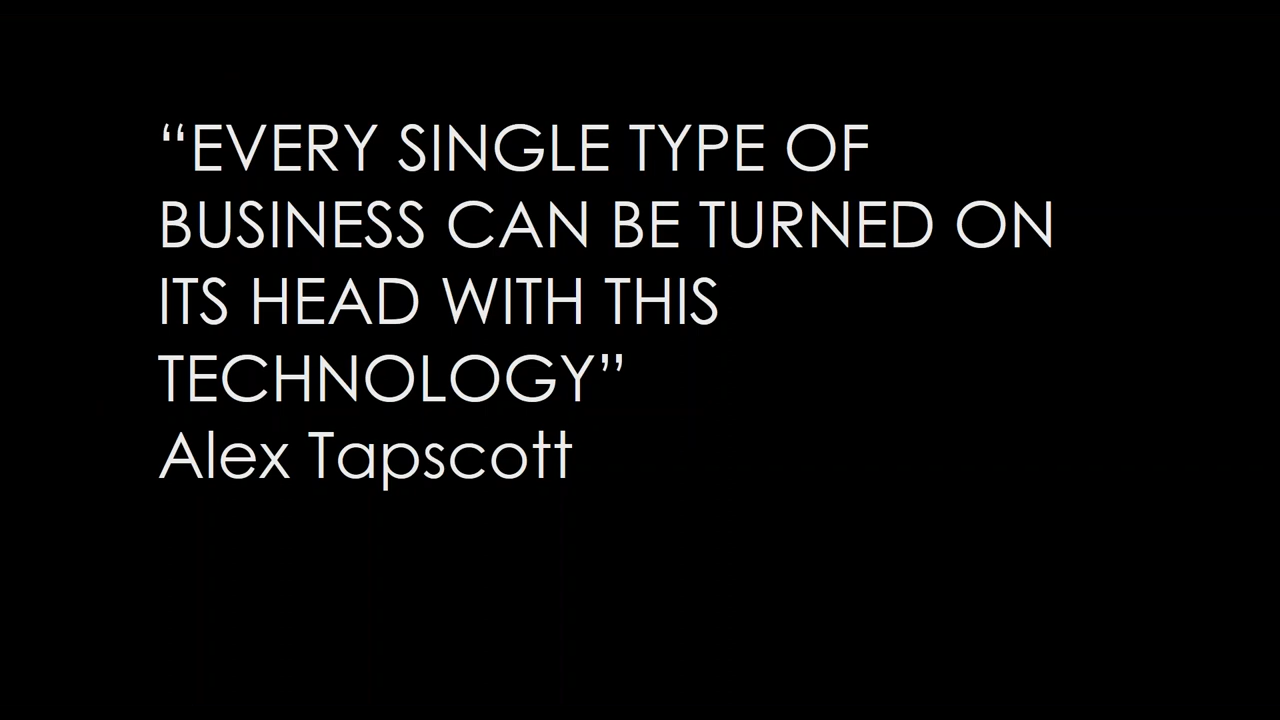 “EVERY SINGLE TYPE OF
BUSINESS CAN BE TURNED ON
ITS HEAD WITH THIS
TECHNOLOGY”
Alex Tapscott